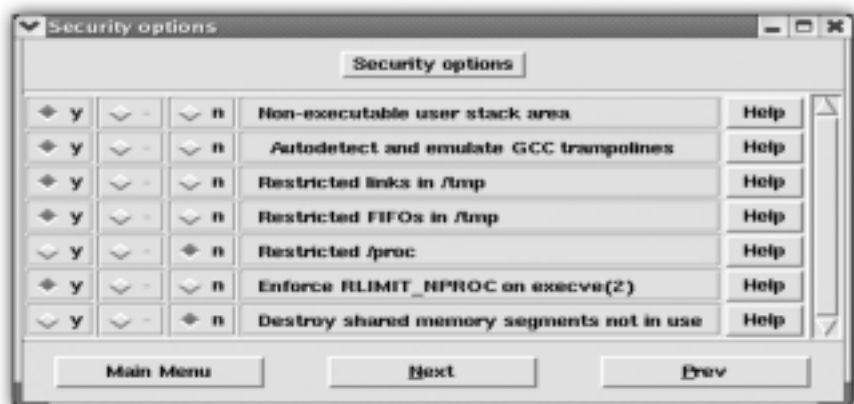 Security options
Security options
y - n Non-executable user stack area Help
y - n Autodetect and emulate GCC trampolines Help
y - n Restricted links in /tmp Help
y - n Restricted FIFOs in /tmp Help
y - n Restricted /proc Help
y - n Enforce RLIMIT_NPROC on execve(2) Help
y - n Destroy shared memory segments not in use Help
Main Menu Next Prev